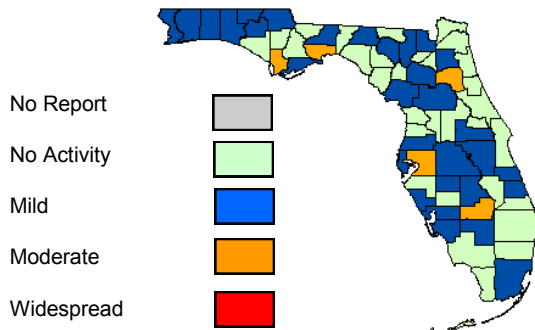 No Report
No Activity
Mild
Moderate
Widespread